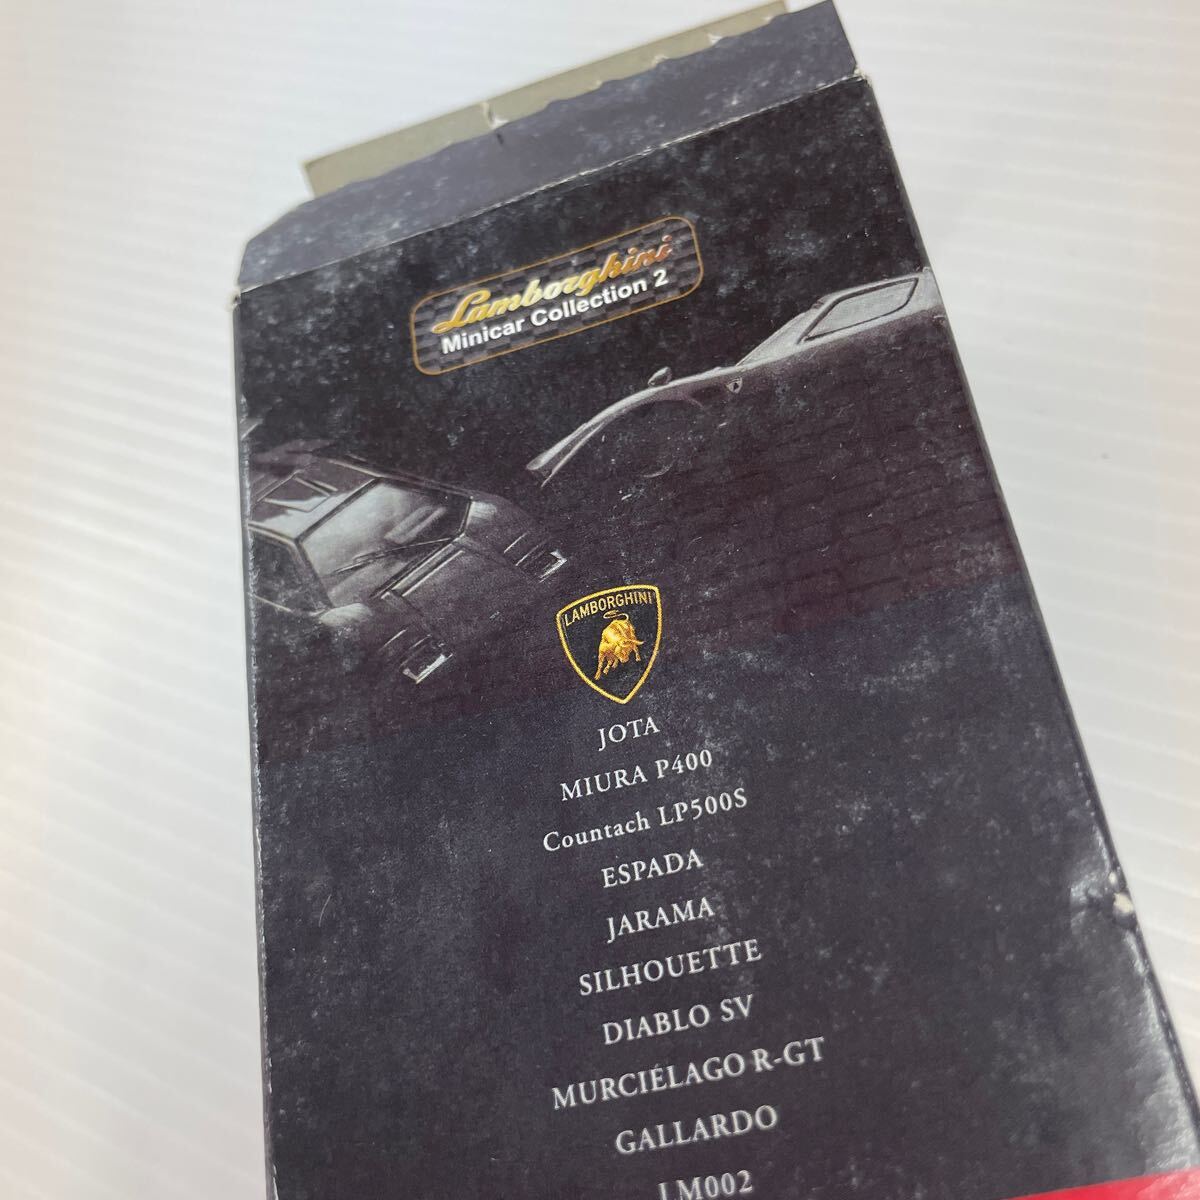 Lamborghini
Minicar Collection 2
LAMBORGHINI
JOTA
MIURA P400
Countach LP500S
ESPADA
JARAMA
SILHOUETTE
DIABLO SV
MURCIÉLAGO R-GT
GALLARDO
LM002